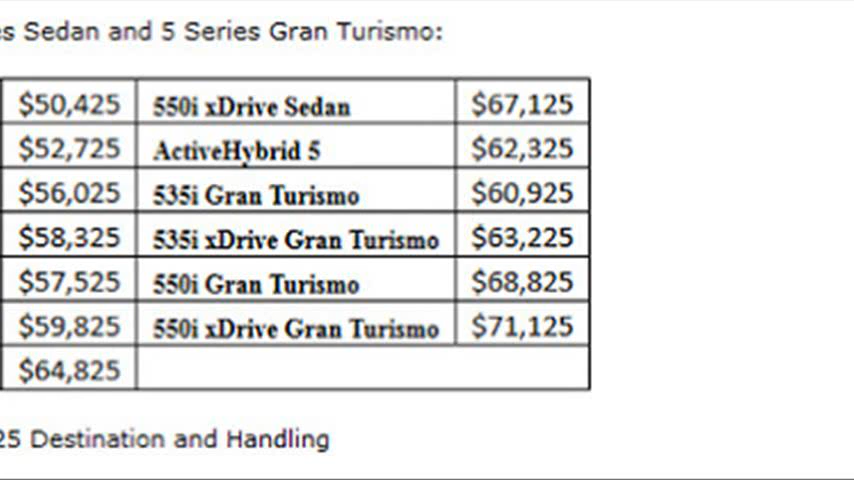 es Sedan and 5 Series Gran Turismo:
$50,425 550i xDrive Sedan $67,125
$52,725 ActiveHybrid 5 $62,325
$56,025 535i Gran Turismo $60,925
$58,325 535i xDrive Gran Turismo $63,225
$57,525 550i Gran Turismo $68,825
$59,825 550i xDrive Gran Turismo $71,125
$64,825
25 Destination and Handling